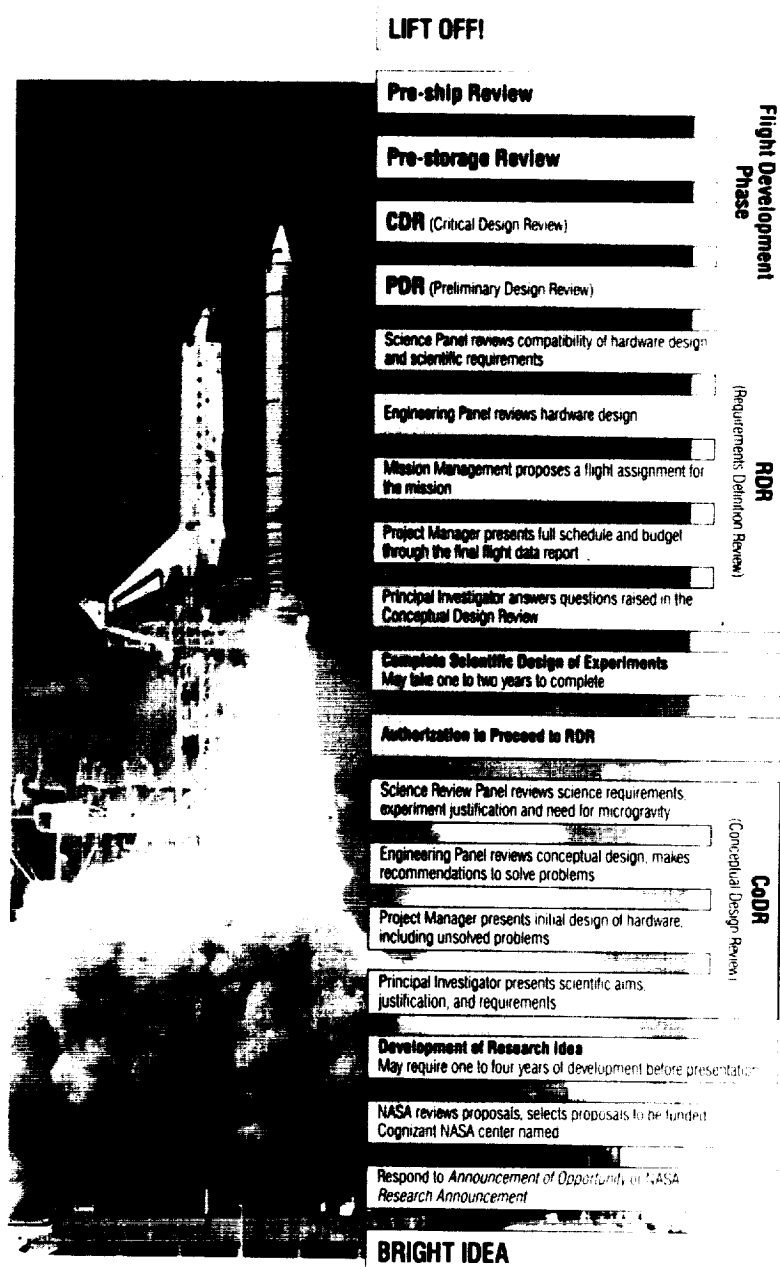 LIFT OFF!
Pre-ship Review
Pre-storage Review
CDR (Critical Design Review)
PDR (Preliminary Design Review)
Science Panel reviews compatibility of hardware design
and scientific requirements
Engineering Panel reviews hardware design
Mission Management proposes a flight assignment for
the mission
Project Manager presents full schedule and budget
through the final flight data report
Principal Investigator answers questions raised in the
Conceptual Design Review
Complete Scientific Design of Experiments
May take one to two years to complete
Authorization to Proceed to RDR
Science Review Panel reviews science requirements,
experiment justification and need for microgravity
Engineering Panel reviews conceptual design, makes
recommendations to solve problems
Project Manager presents initial design of hardware,
including unsolved problems
Principal Investigator presents scientific aims,
justification, and requirements
Development of Research Idea
May require one to four years of development before presentation
NASA reviews proposals, selects proposals to be funded
Cognizant NASA center named
Respond to Announcement of Opportunity or NASA
Research Announcement
BRIGHT IDEA
Flight Development
Phase
RDR
(Requirements Definition Review)
CoDR
(Conceptual Design Review)